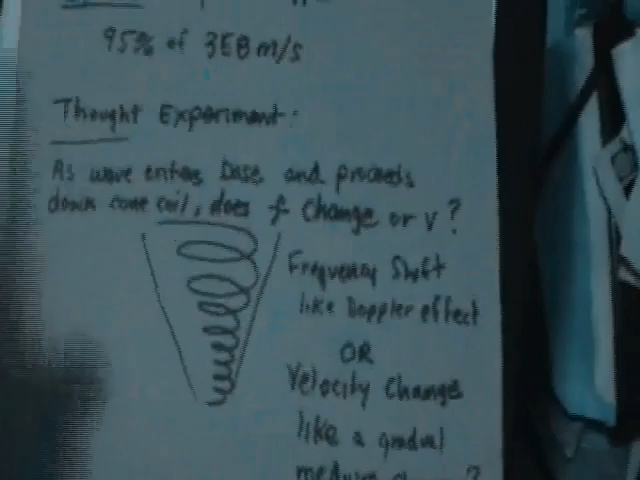 95% of 3E8 m/s
Thought Experiment:
As wave enters base and proceeds
down cone coil, does f change or v?
Frequency Shift
like Doppler effect
OR
Velocity Change
like a gradual
?